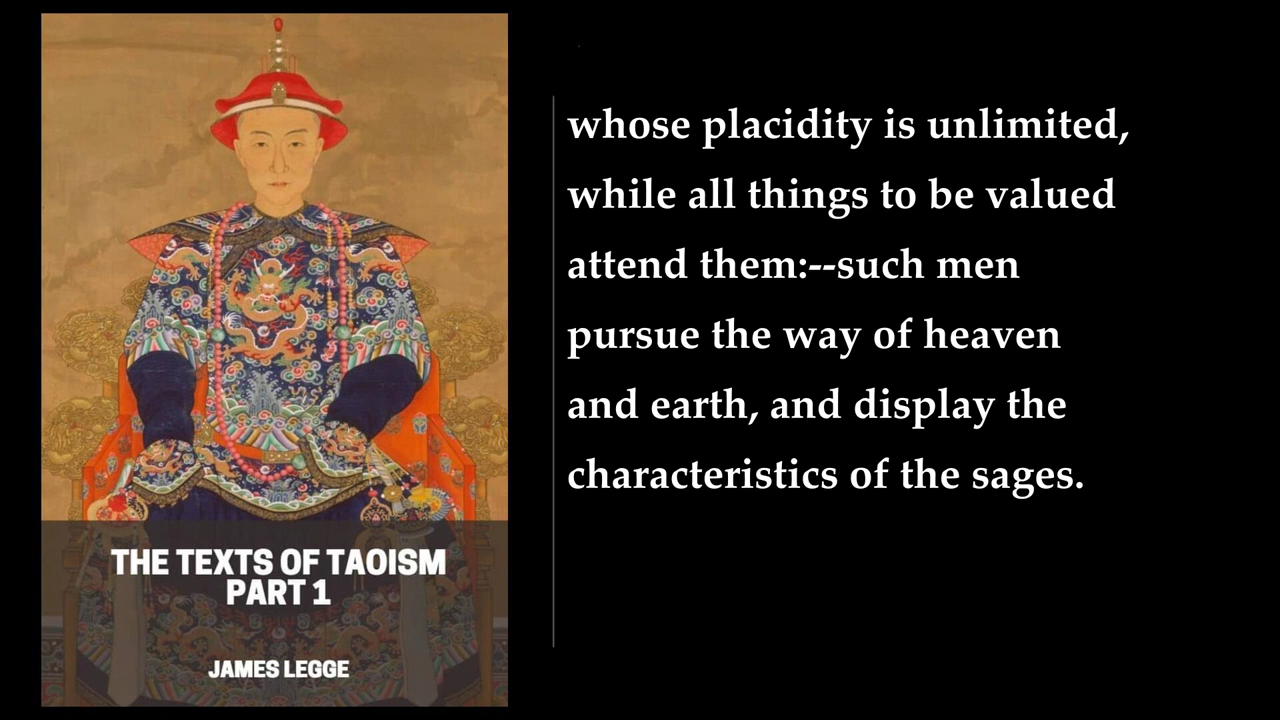 THE TEXTS OF TAOISM
PART 1
JAMES LEGGE
whose placidity is unlimited,
while all things to be valued
attend them:--such men
pursue the way of heaven
and earth, and display the
characteristics of the sages.